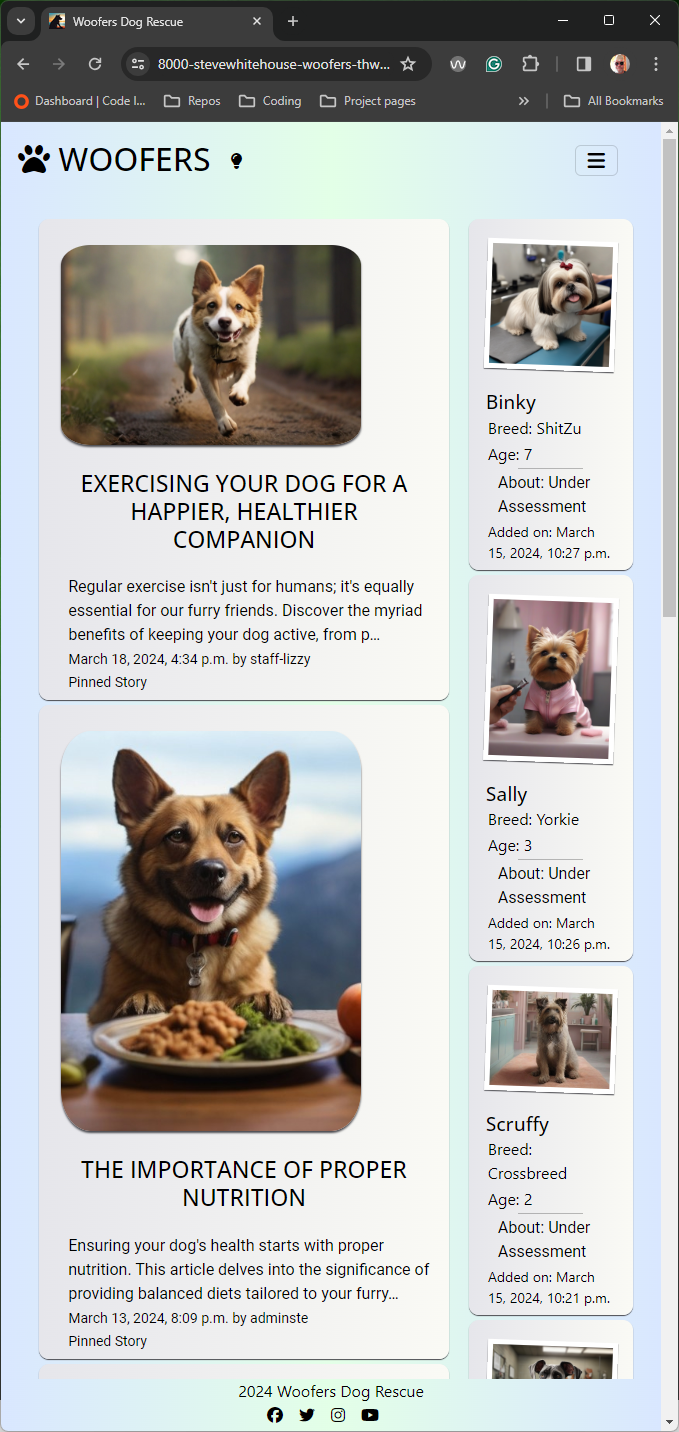 Woofers Dog Rescue
8000-stevewhitehouse-woofers-thw...
Dashboard | Code I...
Repos
Coding
Project pages
All Bookmarks
WOOFERS
EXERCISING YOUR DOG FOR A
HAPPIER, HEALTHIER
COMPANION
Regular exercise isn't just for humans; it's equally
essential for our furry friends. Discover the myriad
benefits of keeping your dog active, from p…
March 18, 2024, 4:34 p.m. by staff-lizzy
Pinned Story
THE IMPORTANCE OF PROPER
NUTRITION
Ensuring your dog's health starts with proper
nutrition. This article delves into the significance of
providing balanced diets tailored to your furry…
March 13, 2024, 8:09 p.m. by adminste
Pinned Story
Binky
Breed: ShitZu
Age: 7
About: Under
Assessment
Added on: March
15, 2024, 10:27 p.m.
Sally
Breed: Yorkie
Age: 3
About: Under
Assessment
Added on: March
15, 2024, 10:26 p.m.
Scruffy
Breed:
Crossbreed
Age: 2
About: Under
Assessment
Added on: March
15, 2024, 10:21 p.m.
2024 Woofers Dog Rescue